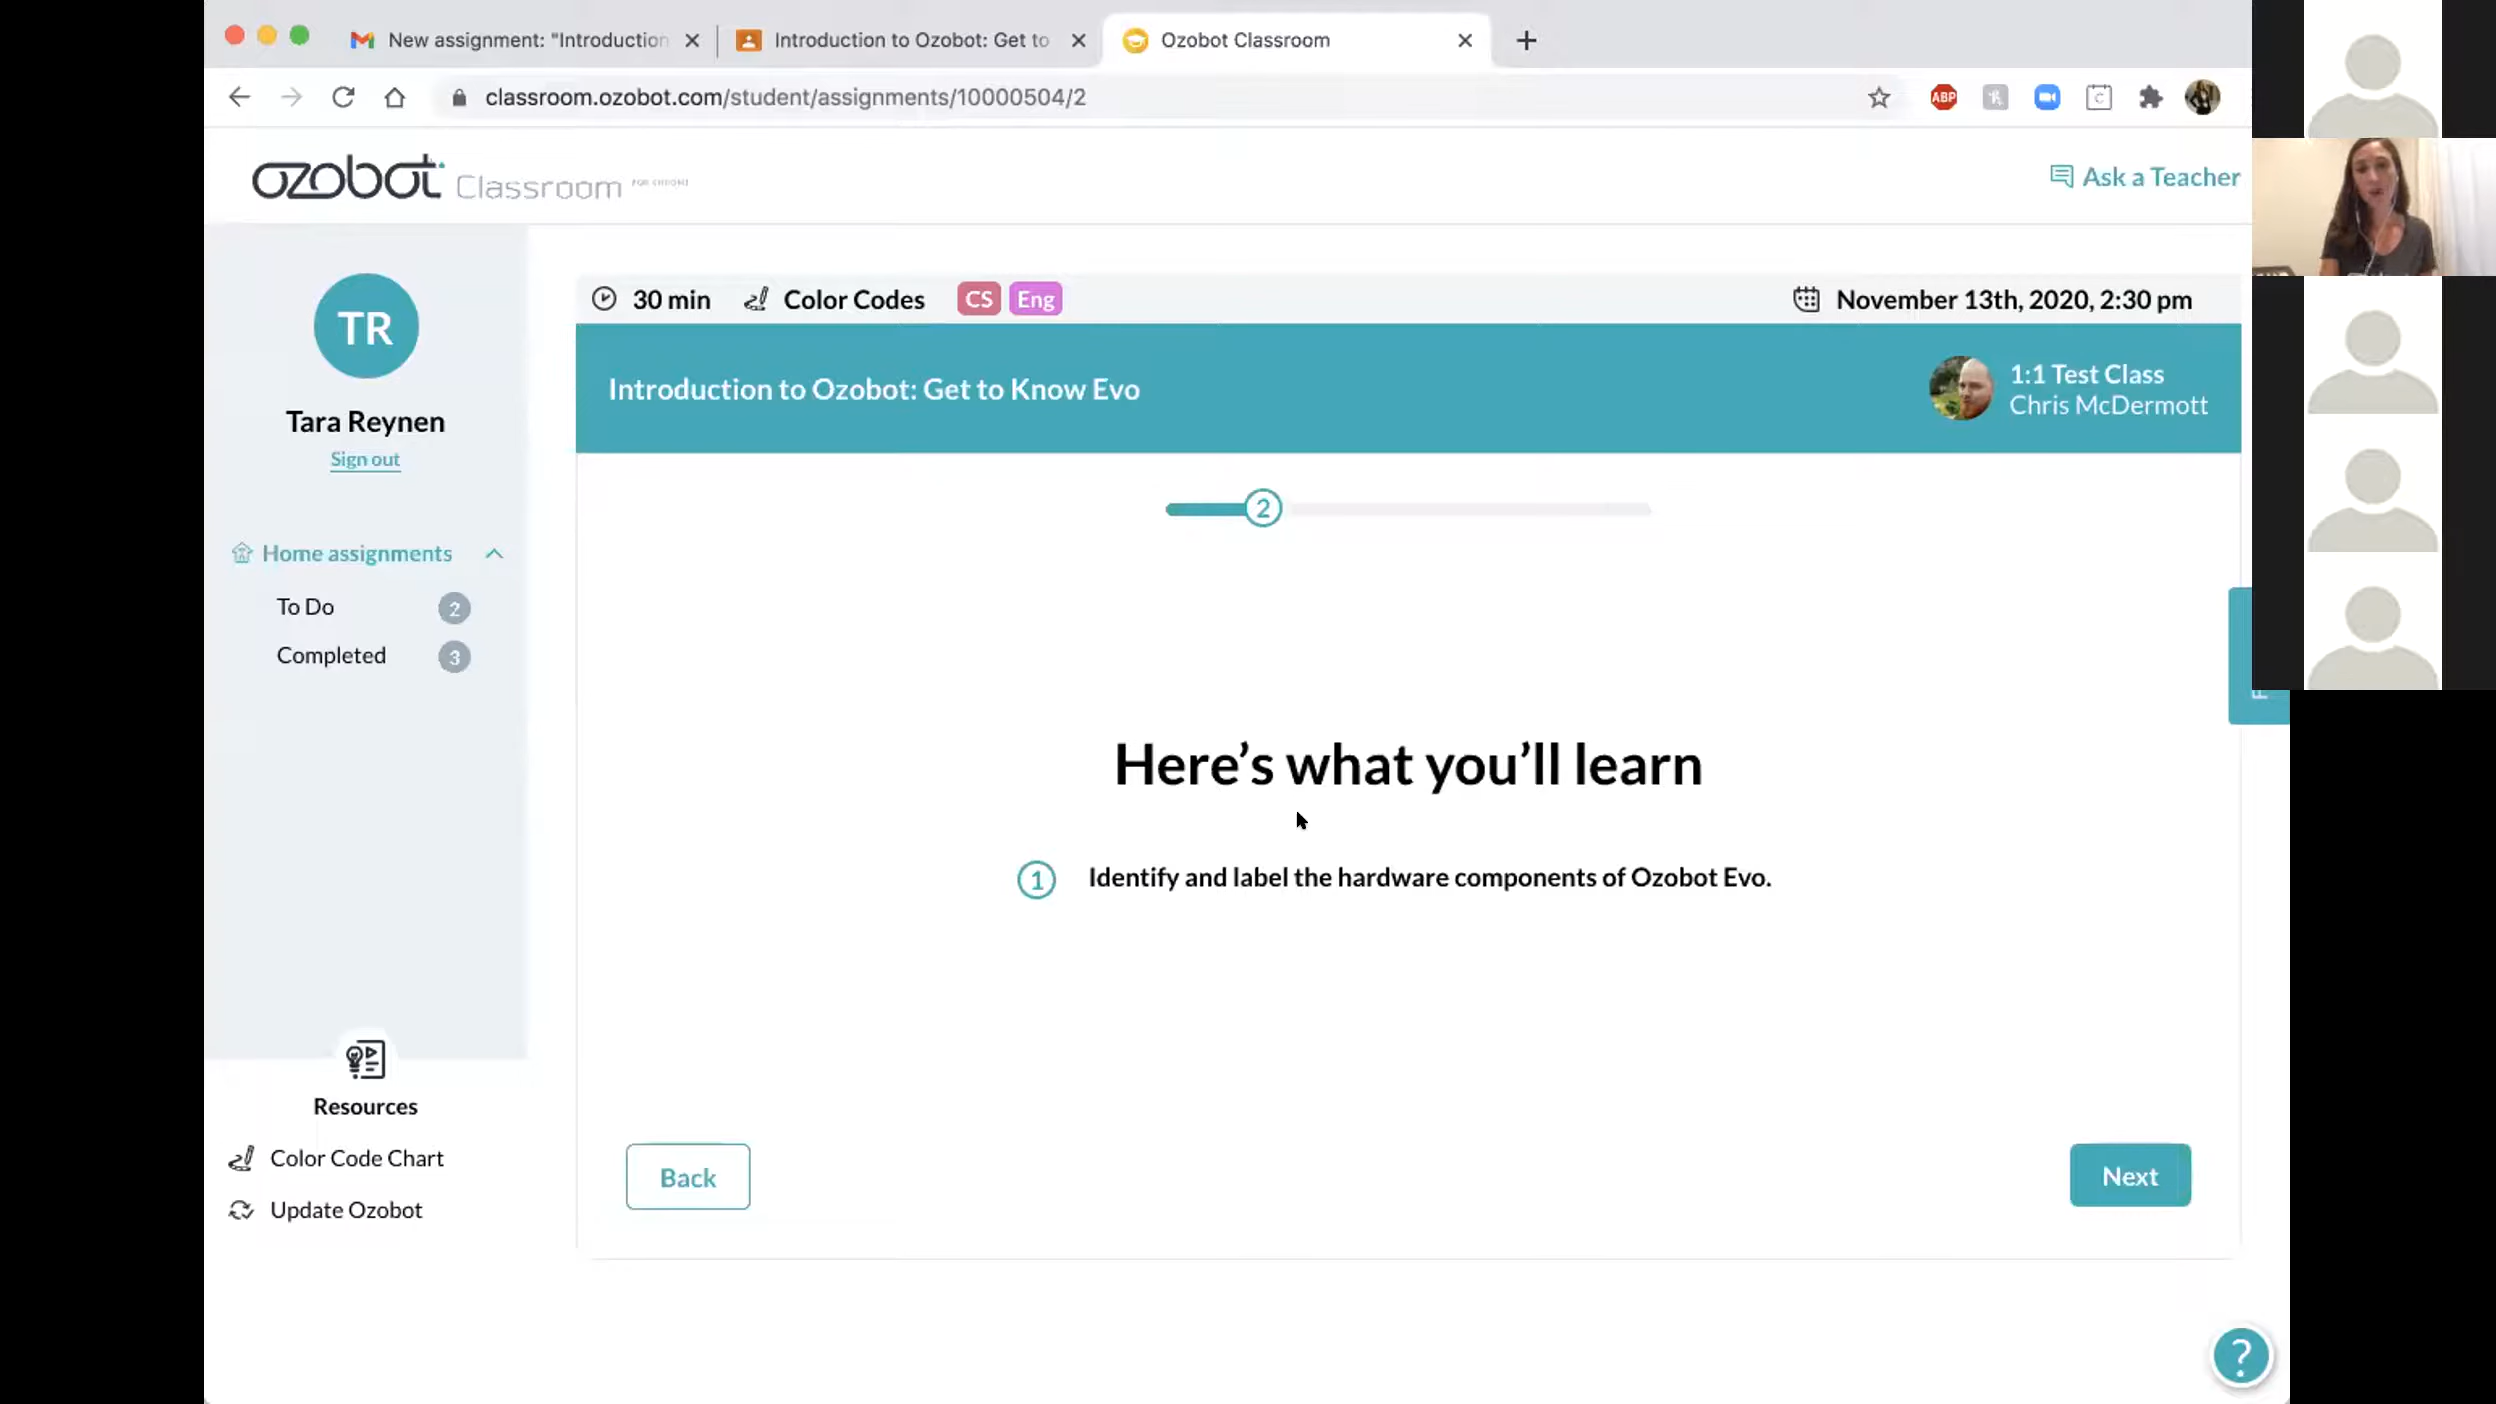 New assignment: "Introduction
Introduction to Ozobot: Get to
Ozobot Classroom
classroom.ozobot.com/student/assignments/10000504/2
ABP
ozobot Classroom FOR CHROME
Ask a Teacher
TR
Tara Reynen
Sign out
Home assignments
To Do 2
Completed 3
Resources
Color Code Chart
Update Ozobot
30 min Color Codes CS Eng
November 13th, 2020, 2:30 pm
Introduction to Ozobot: Get to Know Evo
1:1 Test Class
Chris McDermott
2
Here’s what you’ll learn
1 Identify and label the hardware components of Ozobot Evo.
Back
Next
?